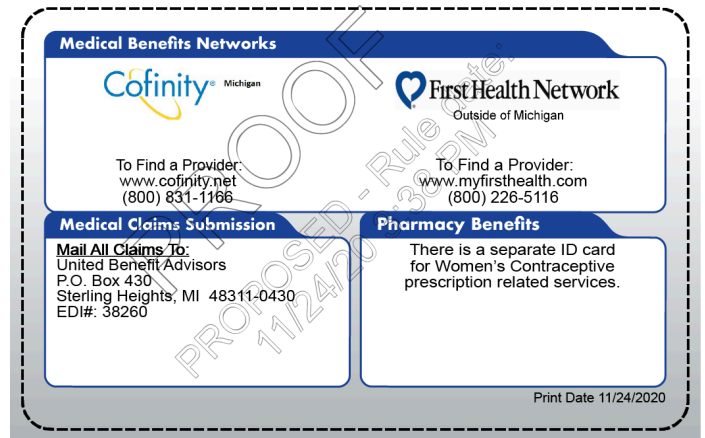 Medical Benefits Networks
Cofinity® Michigan
First Health Network
Outside of Michigan
To Find a Provider:
www.cofinity.net
(800) 831-1166
To Find a Provider:
www.myfirsthealth.com
(800) 226-5116
Medical Claims Submission
Mail All Claims To:
United Benefit Advisors
P.O. Box 430
Sterling Heights, MI 48311-0430
EDI#: 38260
Pharmacy Benefits
There is a separate ID card
for Women's Contraceptive
prescription related services.
Print Date 11/24/2020
PROOF
PROPOSED - Rule date:
11/24/20 3:38 PM